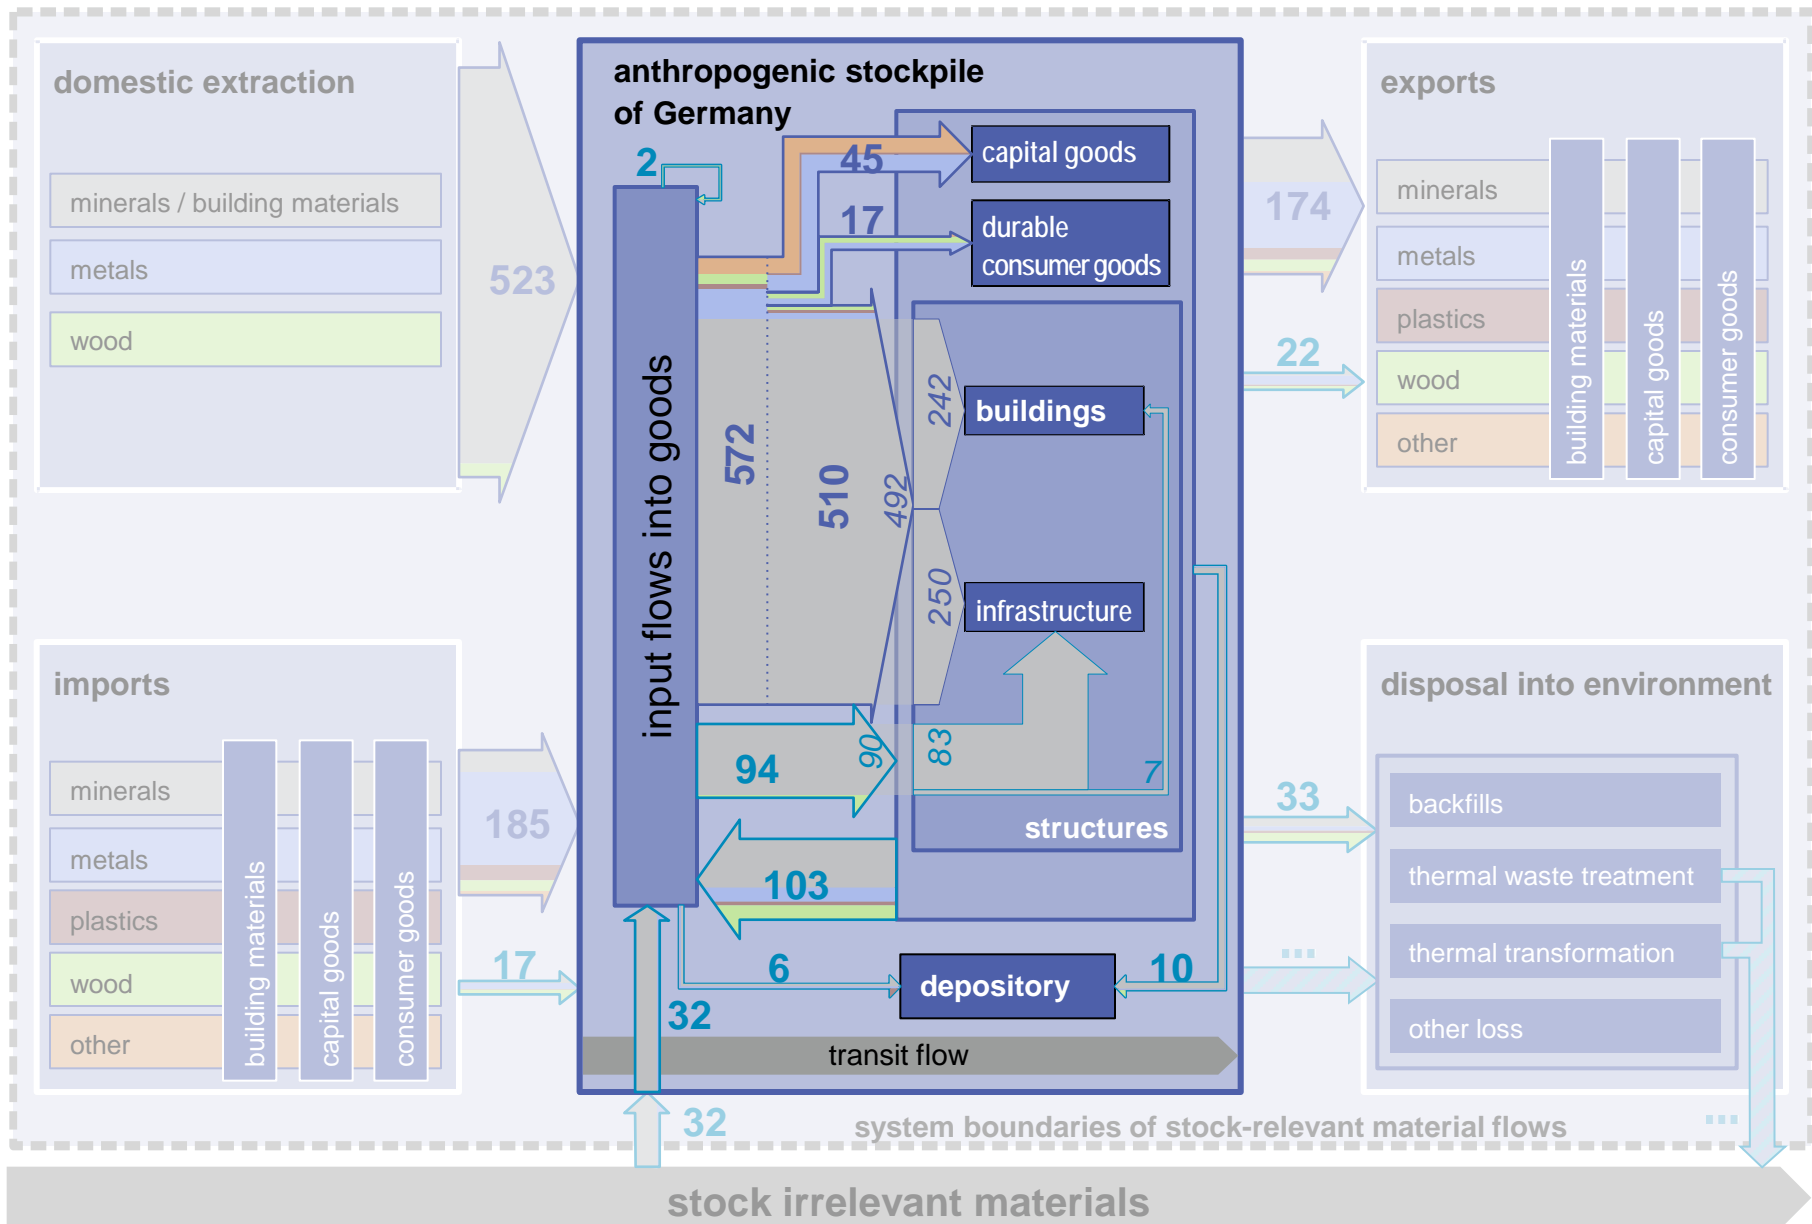 domestic extraction
minerals / building materials
metals
wood
523
imports
minerals
metals
plastics
wood
other
building materials
capital goods
consumer goods
185
17
anthropogenic stockpile
of Germany
2
input flows into goods
45
capital goods
17
durable
consumer goods
572
510
492
242
buildings
250
infrastructure
94
90
83
7
structures
103
6
depository
10
32
transit flow
32
174
22
exports
minerals
metals
plastics
wood
other
building materials
capital goods
consumer goods
33
...
disposal into environment
backfills
thermal waste treatment
thermal transformation
other loss
...
system boundaries of stock-relevant material flows
stock irrelevant materials